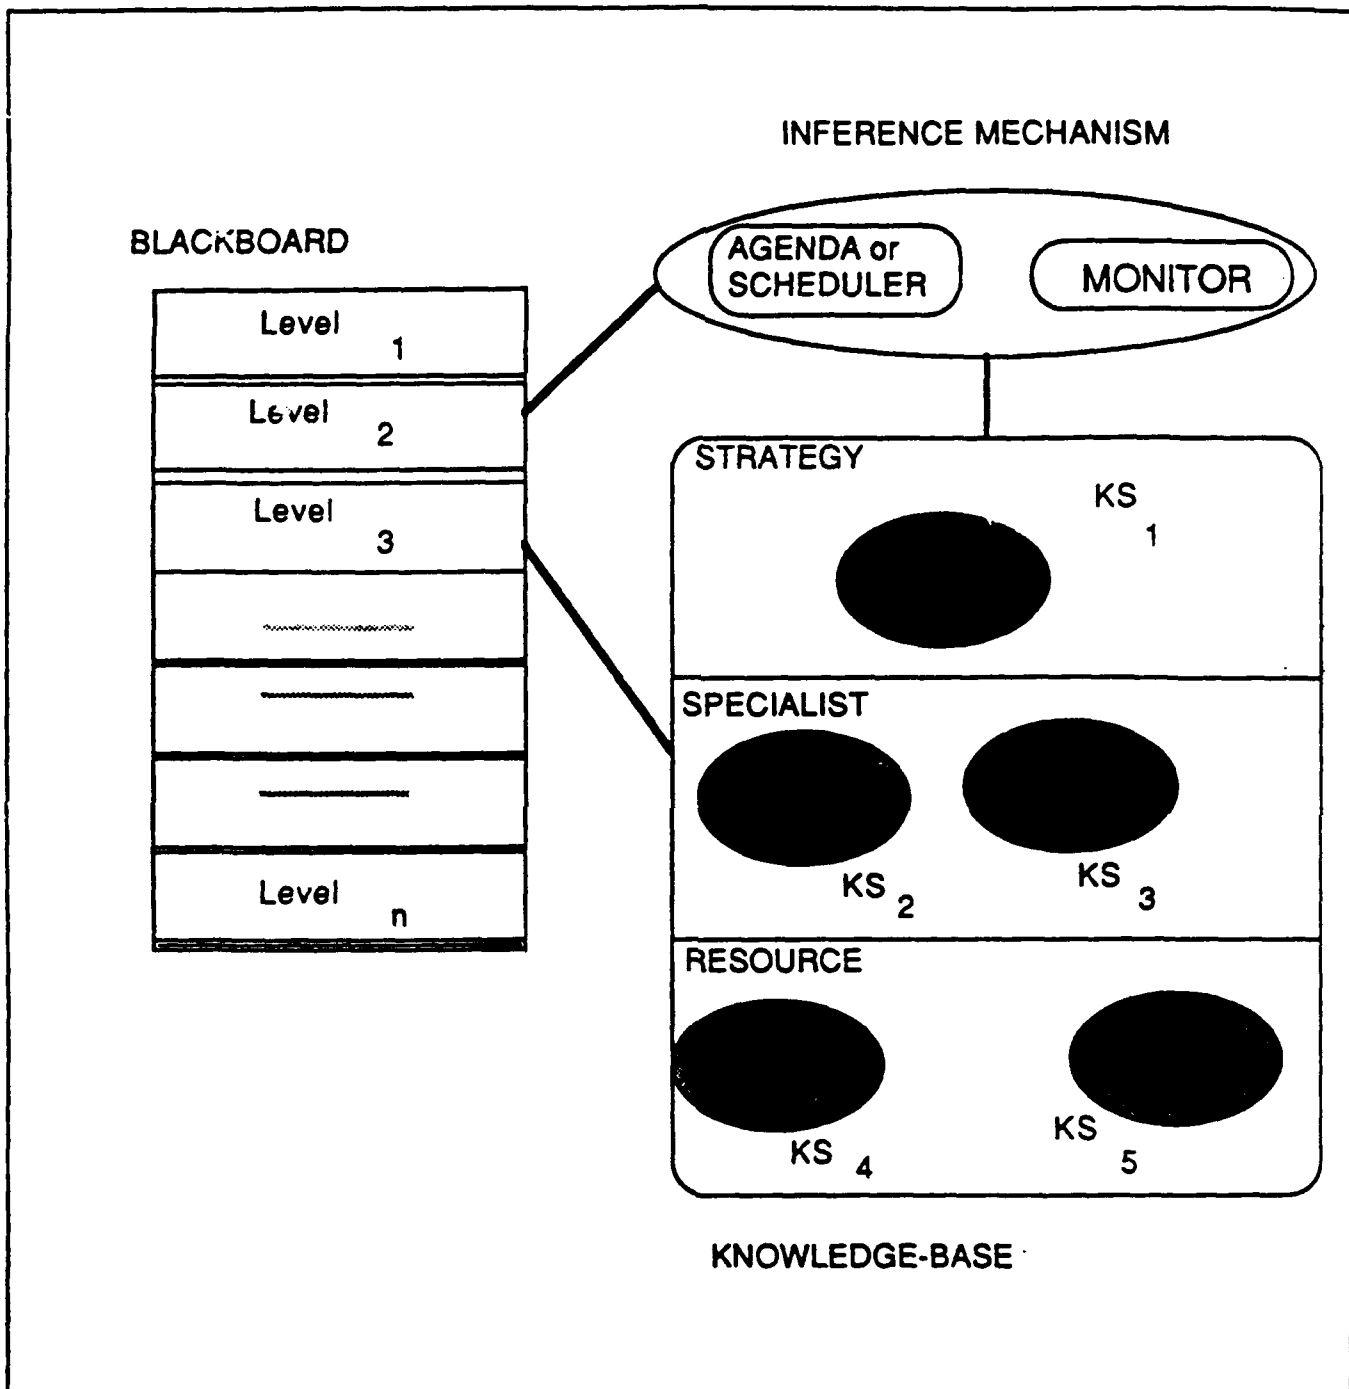 INFERENCE MECHANISM
BLACKBOARD
AGENDA or
SCHEDULER
MONITOR
Level 1
Level 2
Level 3
Level n
STRATEGY
KS 1
SPECIALIST
KS 2
KS 3
RESOURCE
KS 4
KS 5
KNOWLEDGE-BASE